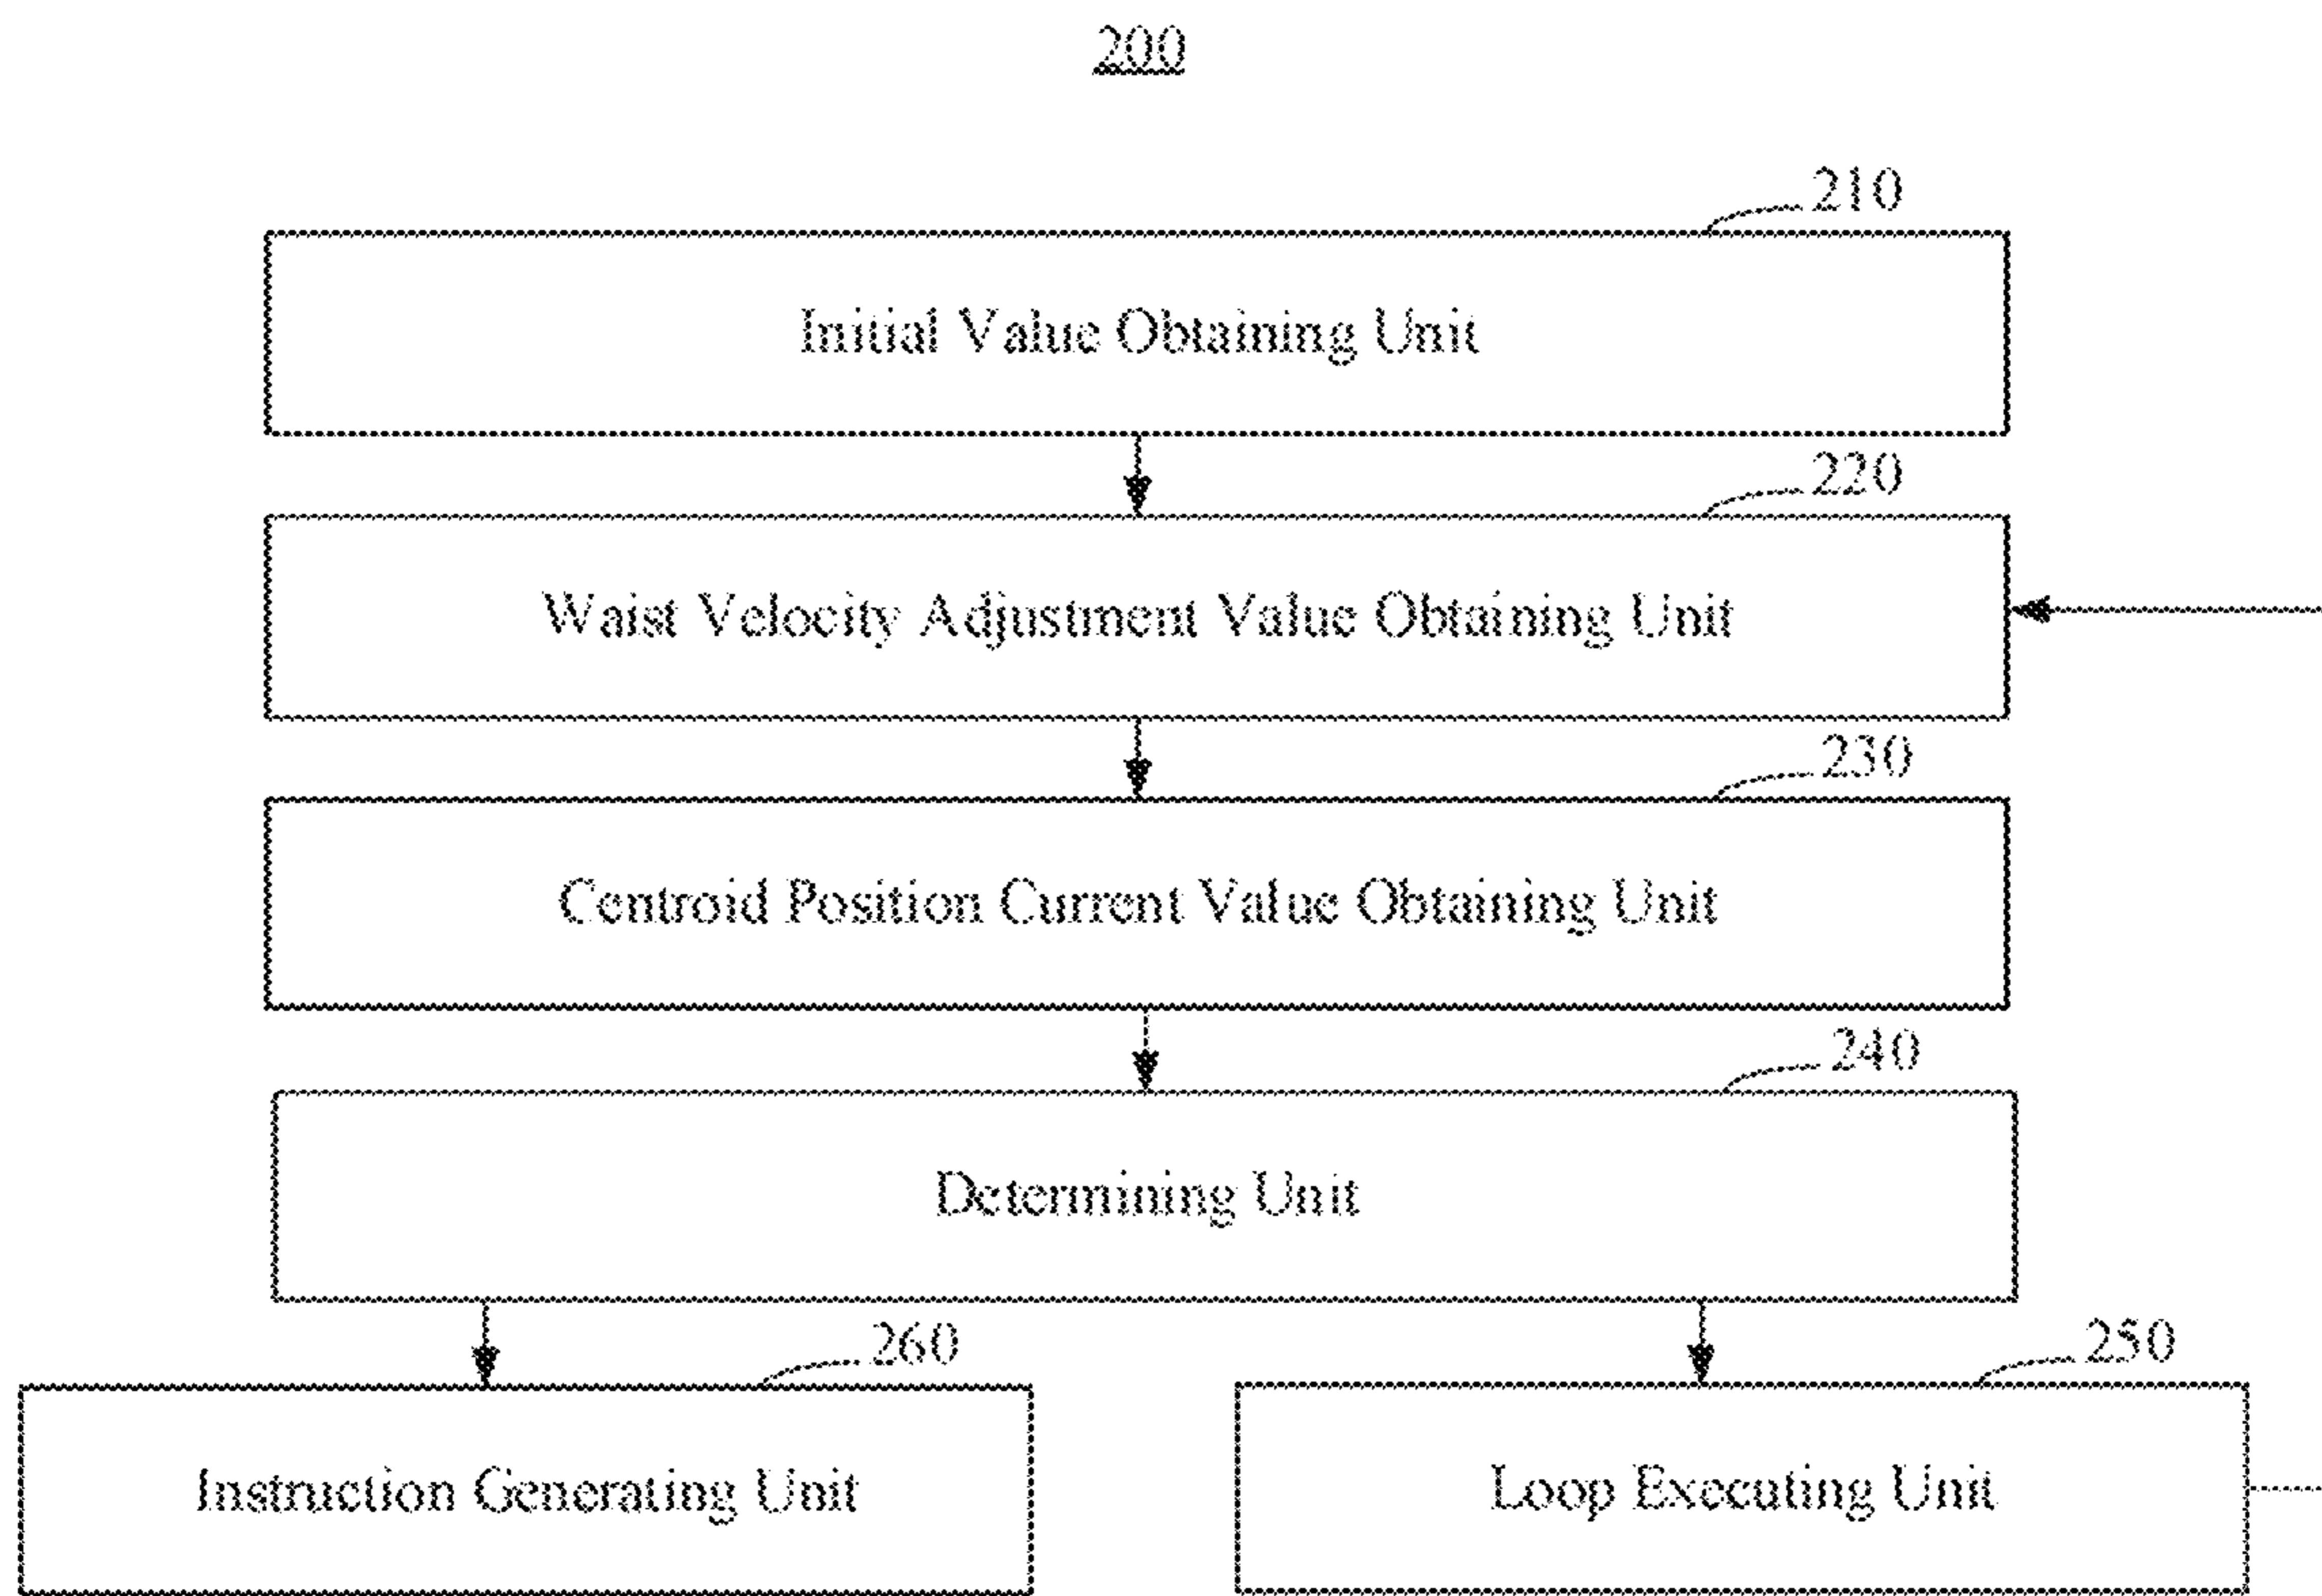 200
210
Initial Value Obtaining Unit
220
Waist Velocity Adjustment Value Obtaining Unit
230
Centroid Position Current Value Obtaining Unit
240
Determining Unit
260
250
Instruction Generating Unit
Loop Executing Unit